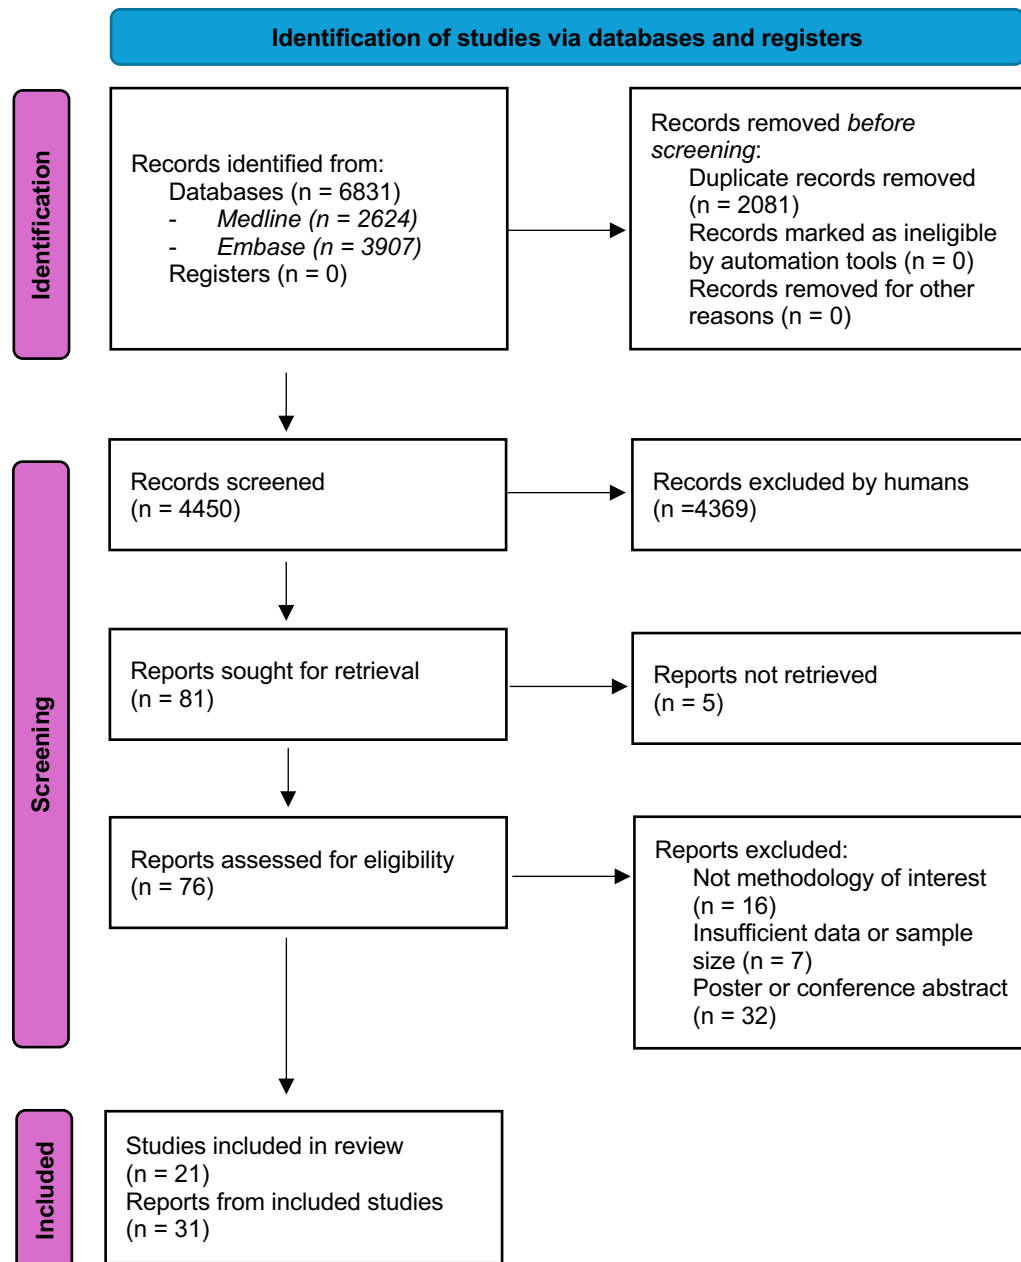 Identification of studies via databases and registers
Identification
Records identified from:
Databases (n = 6831)
- Medline (n = 2624)
- Embase (n = 3907)
Registers (n = 0)
Records removed before
screening:
Duplicate records removed
(n = 2081)
Records marked as ineligible
by automation tools (n = 0)
Records removed for other
reasons (n = 0)
Screening
Records screened
(n = 4450)
Records excluded by humans
(n =4369)
Reports sought for retrieval
(n = 81)
Reports not retrieved
(n = 5)
Reports assessed for eligibility
(n = 76)
Reports excluded:
Not methodology of interest
(n = 16)
Insufficient data or sample
size (n = 7)
Poster or conference abstract
(n = 32)
Included
Studies included in review
(n = 21)
Reports from included studies
(n = 31)